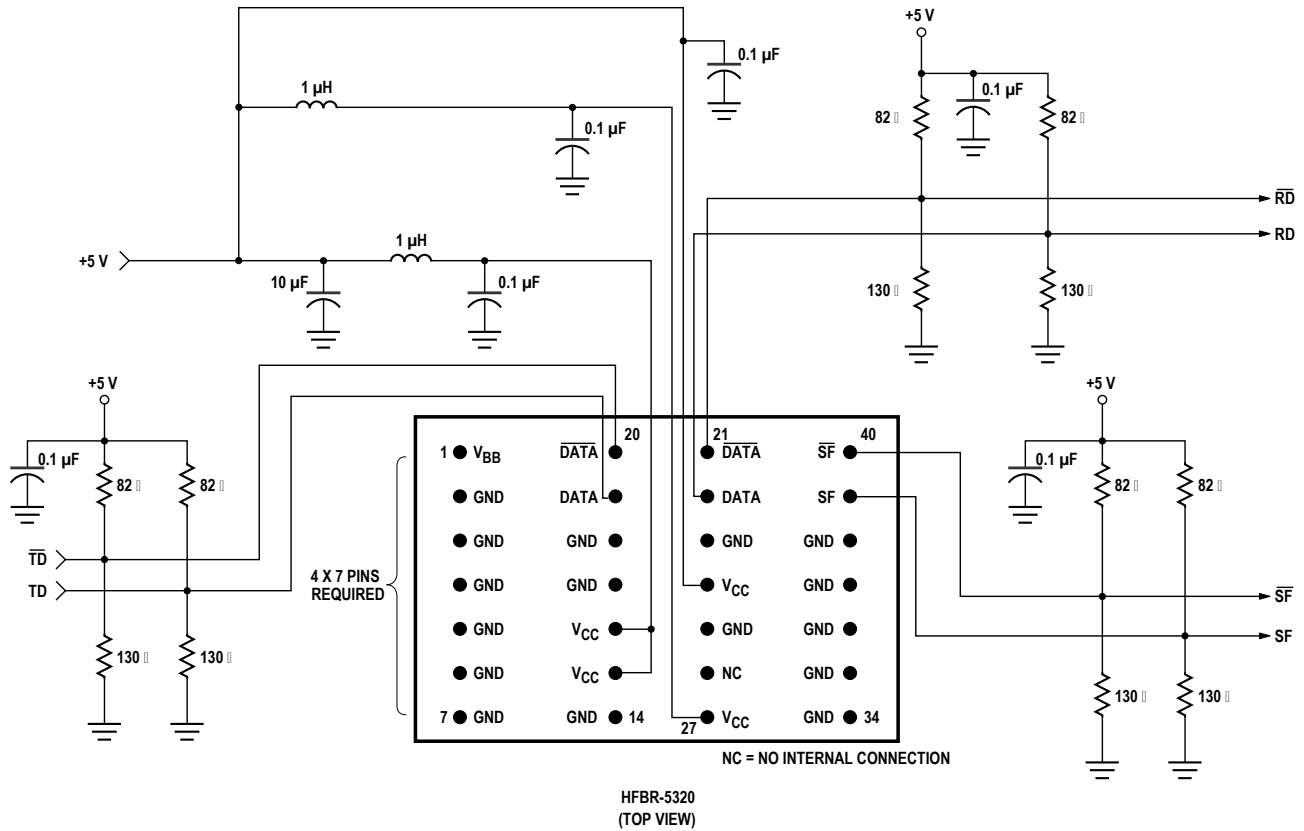 +5 V
0.1 µF
1 µH
0.1 µF
+5 V
1 µH
10 µF
0.1 µF
+5 V
0.1 µF
82 
82 
RD
RD
130 
130 
+5 V
0.1 µF
82 
82 
TD
TD
130 
130 
4 X 7 PINS
REQUIRED
20 21 40
1 VBB DATA DATA SF
GND DATA DATA SF
GND GND GND GND
GND GND VCC GND
GND VCC GND GND
GND VCC NC GND
7 GND GND 14 27 VCC GND 34
+5 V
0.1 µF
82 
82 
SF
SF
130 
130 
NC = NO INTERNAL CONNECTION
HFBR-5320
(TOP VIEW)